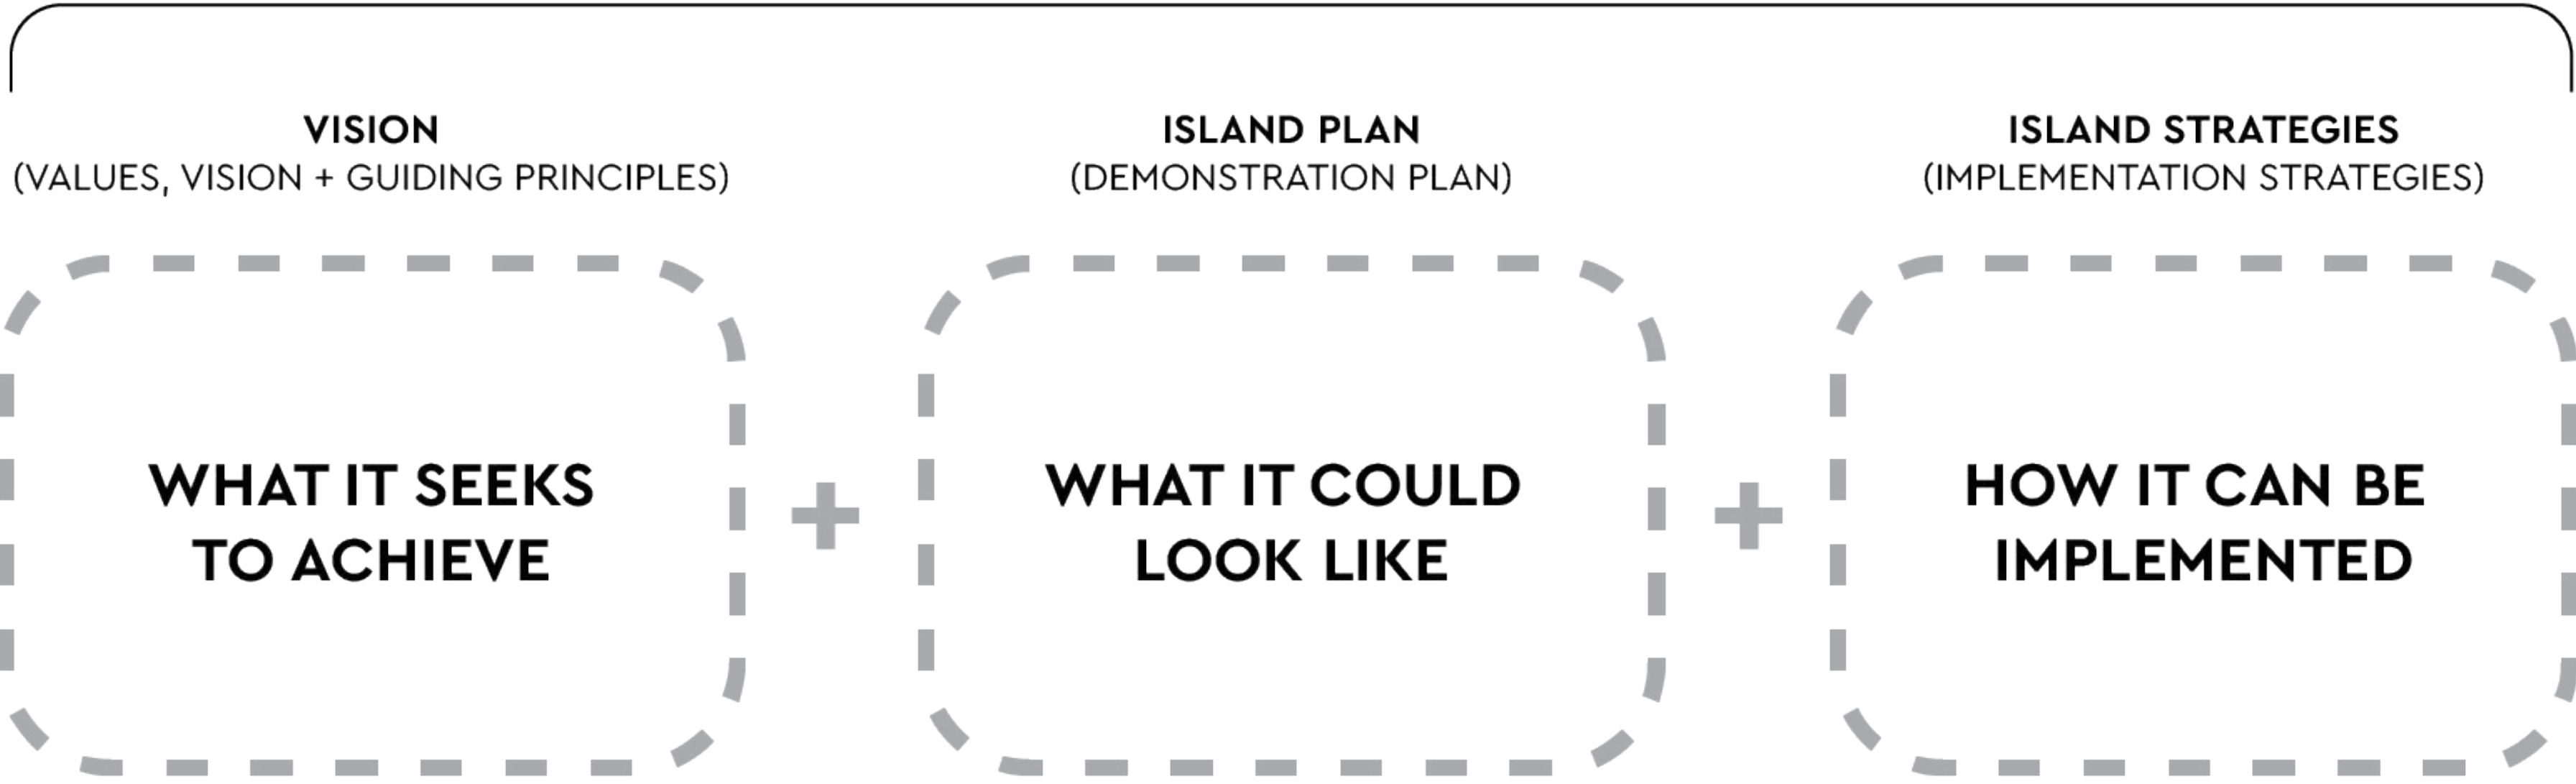 VISION
(VALUES, VISION + GUIDING PRINCIPLES)
WHAT IT SEEKS
TO ACHIEVE
+
ISLAND PLAN
(DEMONSTRATION PLAN)
WHAT IT COULD
LOOK LIKE
+
ISLAND STRATEGIES
(IMPLEMENTATION STRATEGIES)
HOW IT CAN BE
IMPLEMENTED